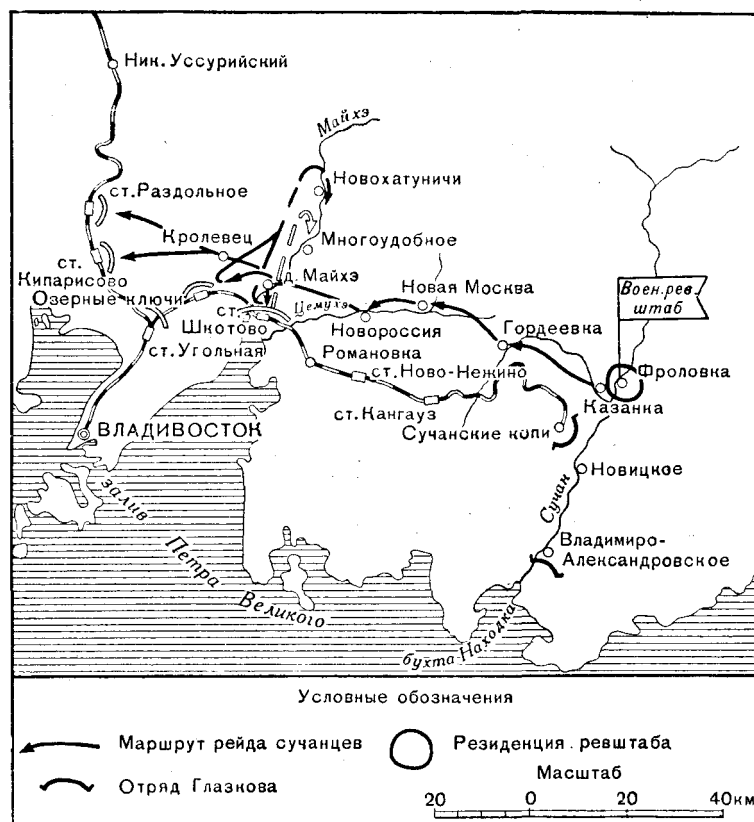 Ник. Уссурийский
Майхэ
Новохатуничи
ст. Раздольное
Кролевец
Многоудобное
ст.
Кипарисово
д. Майхэ
Новая Москва
Воен. рев.
штаб
Озерные ключи
Цемухэ
ст.
Шкотово
Новороссия
Гордеевка
ст. Угольная
Романовка
Фроловка
ст. Ново-Нежино
Казанка
ст. Кангауз
Сучанские копи
ВЛАДИВОСТОК
Новицкое
Сучан
залив
Петра
Великого
Владимиро-
Александровское
бухта Находка
Условные обозначения
Маршрут рейда сучанцев
Резиденция . ревштаба
Отряд Глазкова
Масштаб
20 0 20 40 км